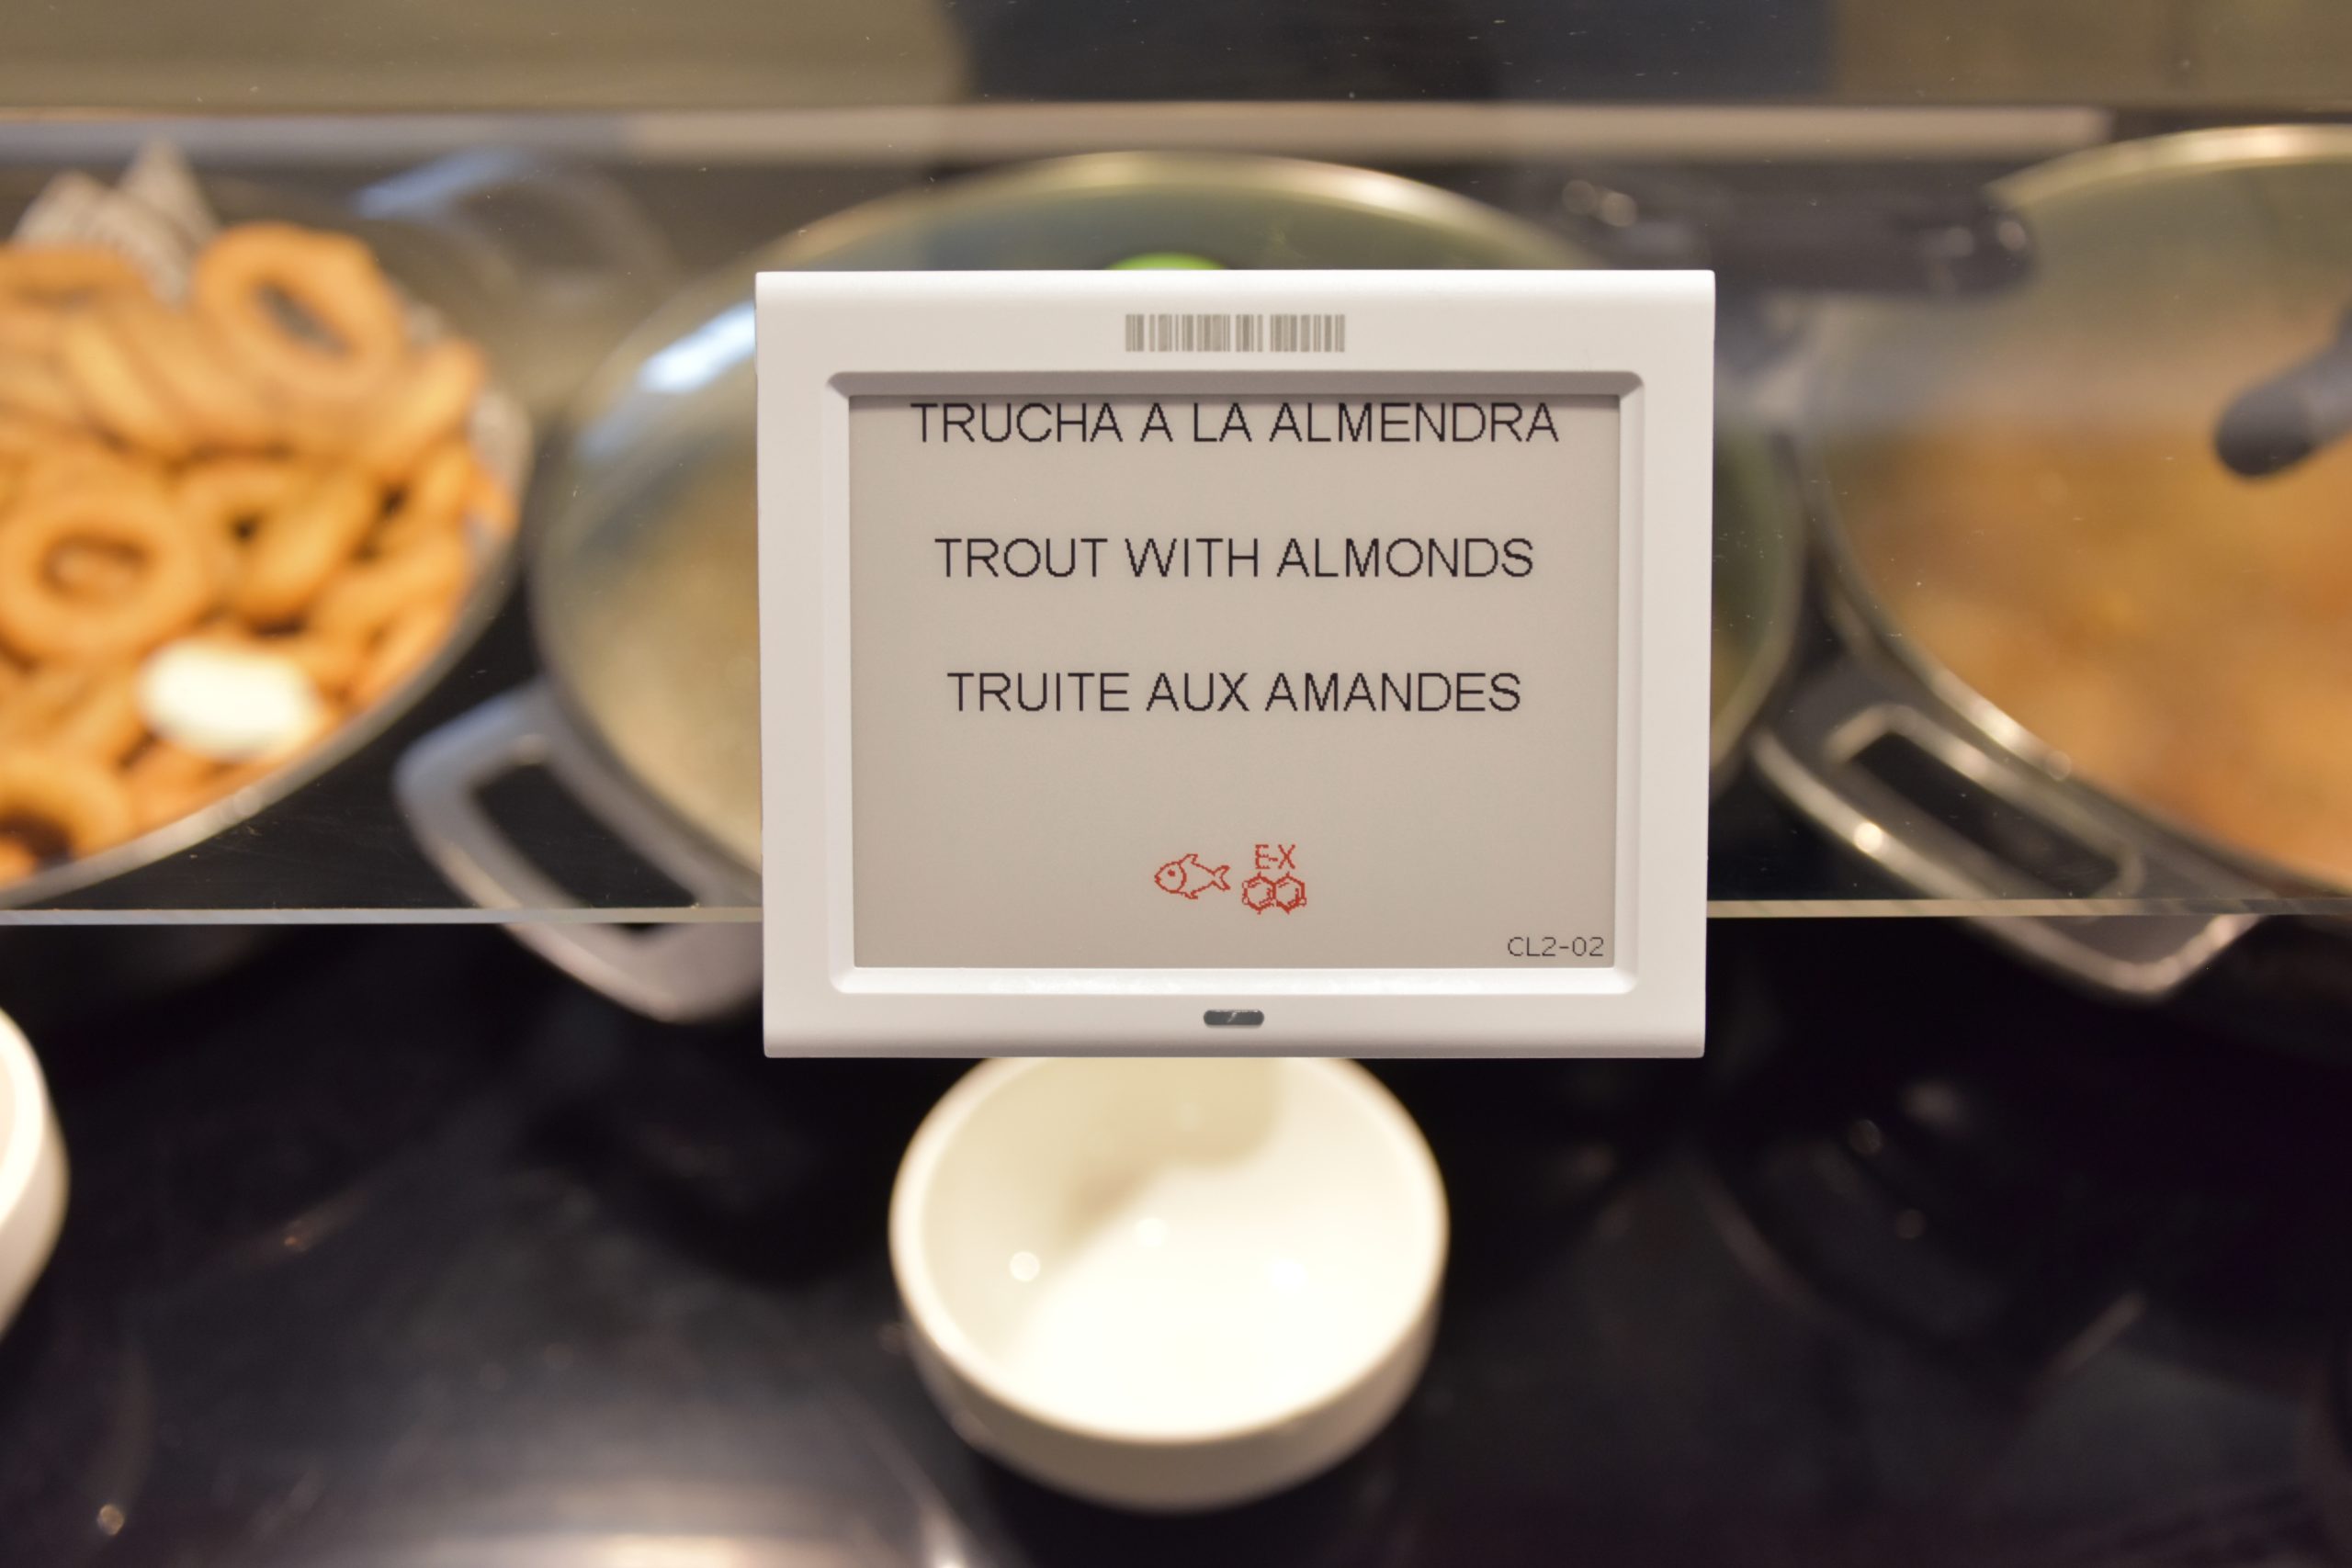 TRUCHA A LA ALMENDRA
TROUT WITH ALMONDS
TRUITE AUX AMANDES
E-X
CL2-02